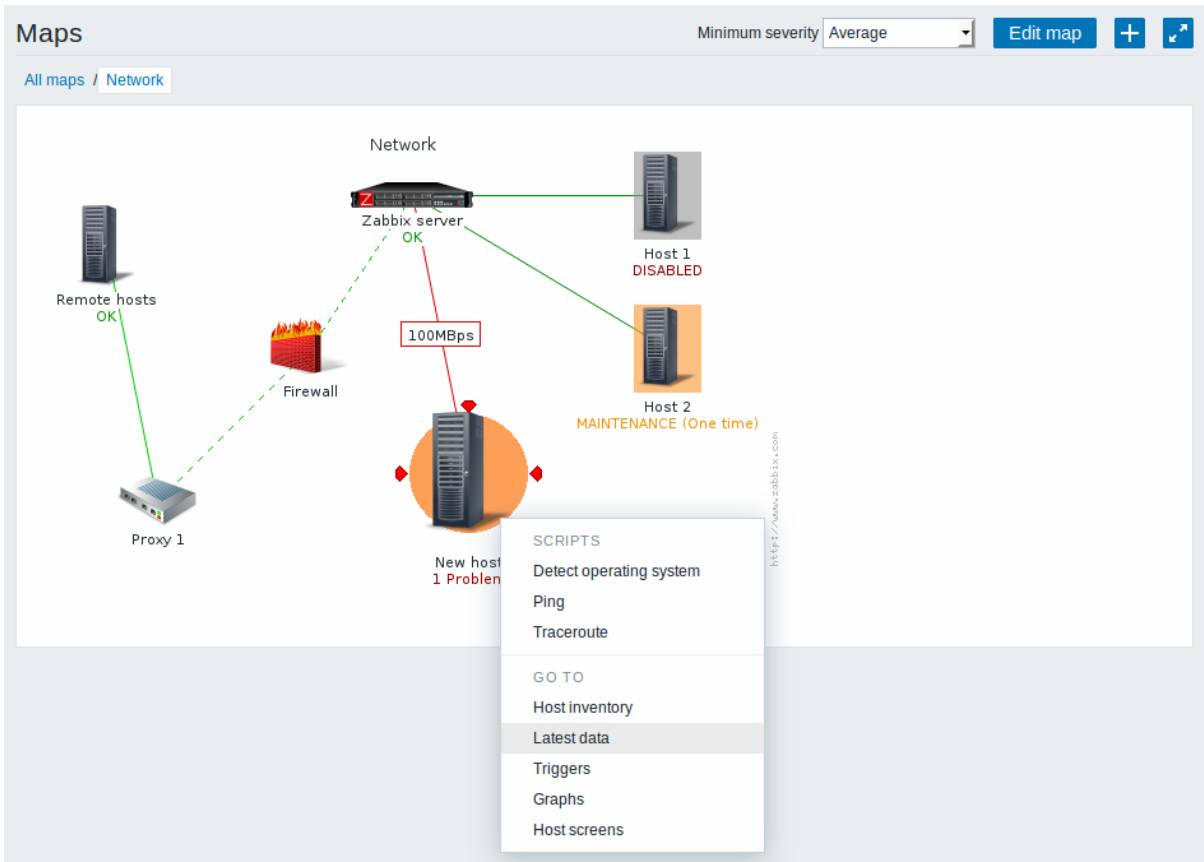 Maps
Minimum severity Average
Edit map
All maps / Network
Network
Z
Zabbix server
OK
Host 1
DISABLED
Remote hosts
OK
100MBps
Firewall
Host 2
MAINTENANCE (One time)
http://www.zabbix.com
Proxy 1
New host
1 Problem
SCRIPTS
Detect operating system
Ping
Traceroute
GO TO
Host inventory
Latest data
Triggers
Graphs
Host screens